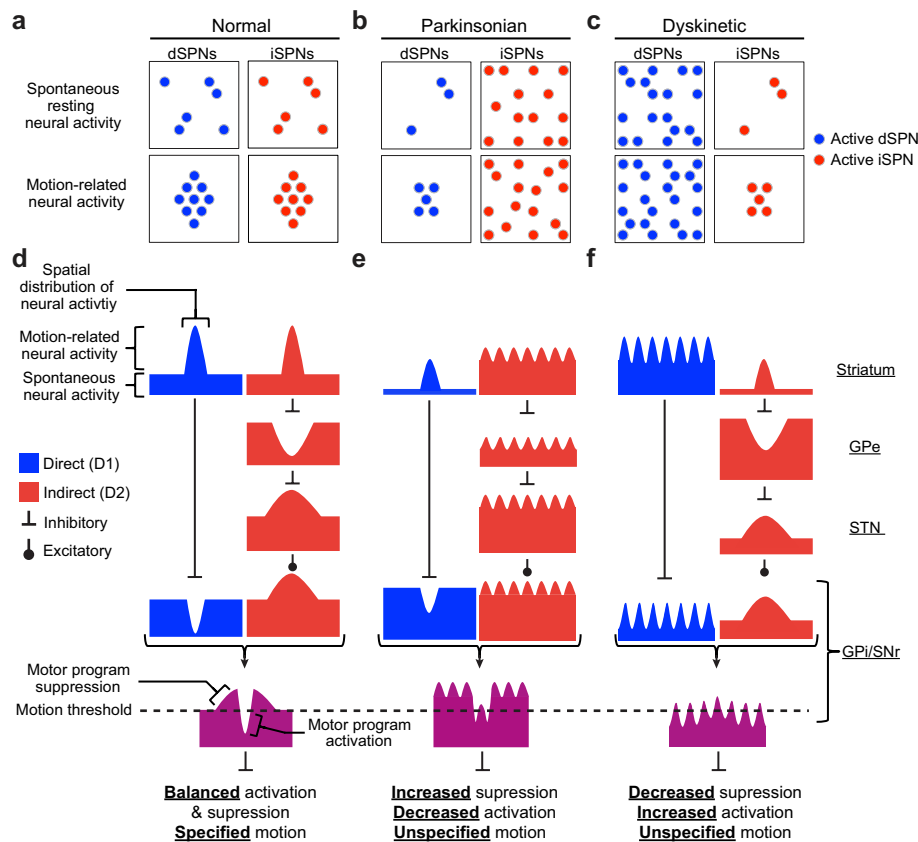 a
Normal
dSPNs
iSPNs
b
Parkinsonian
dSPNs
iSPNs
c
Dyskinetic
dSPNs
iSPNs
Spontaneous
resting
neural activity
Motion-related
neural activity
Active dSPN
Active iSPN
d
e
f
Spatial
distribution of
neural activtiy
Motion-related
neural activity
Spontaneous
neural activity
Striatum
GPe
STN
GPi/SNr
Direct (D1)
Indirect (D2)
Inhibitory
Excitatory
Motor program
suppression
Motion threshold
Motor program
activation
Balanced activation
& supression
Specified motion
Increased supression
Decreased activation
Unspecified motion
Decreased supression
Increased activation
Unspecified motion